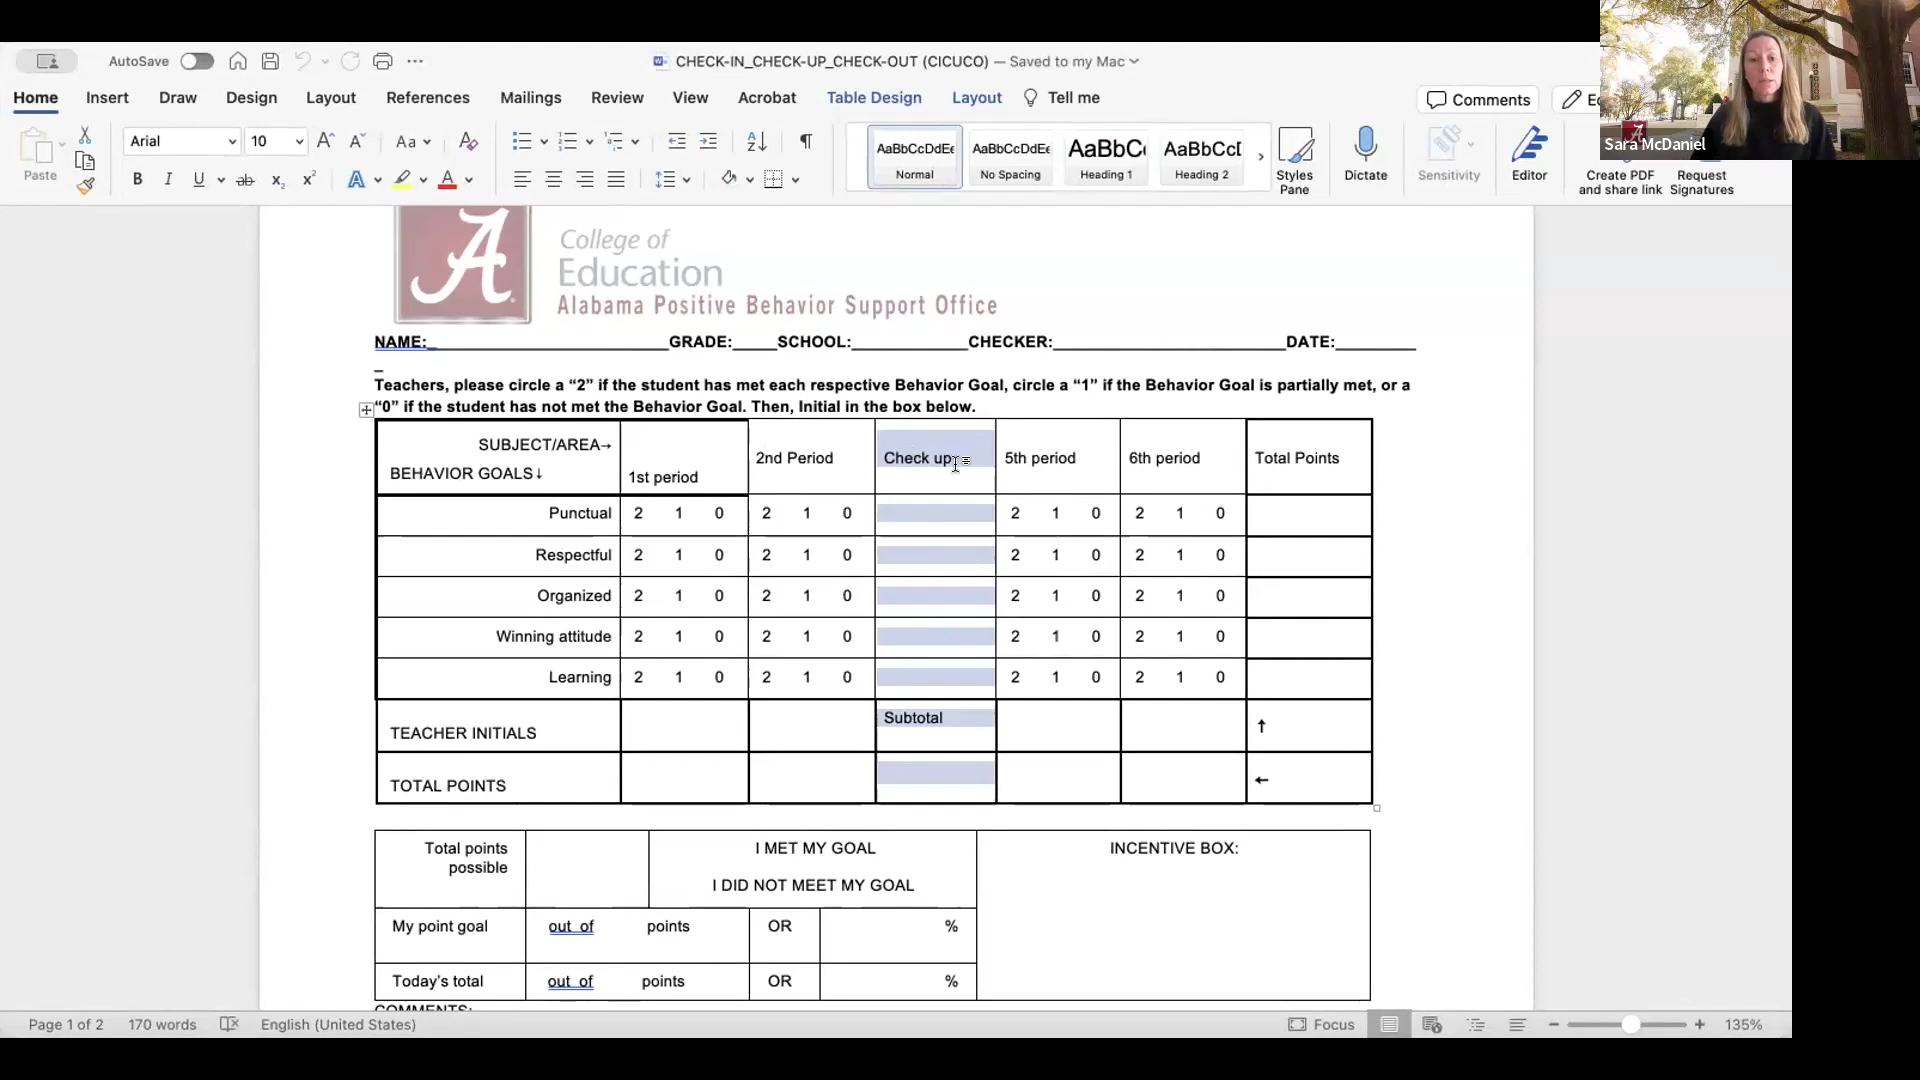 AutoSave
CHECK-IN_CHECK-UP_CHECK-OUT (CICUCO) — Saved to my Mac
Home Insert Draw Design Layout References Mailings Review View Acrobat Table Design Layout Tell me
Comments
Paste
Arial 10
Aa
B I U ab x₂ x²
A A
AaBbCcDdEe AaBbCcDdEe AaBbC AaBbCcD
Normal No Spacing Heading 1 Heading 2
Styles Pane
Dictate
Sensitivity
Editor
Create PDF and share link
Request Signatures
Sara McDaniel
A
College of
Education
Alabama Positive Behavior Support Office
NAME:_ GRADE:_____SCHOOL:_____________CHECKER:__________________________DATE:_________
_
Teachers, please circle a “2” if the student has met each respective Behavior Goal, circle a “1” if the Behavior Goal is partially met, or a
“0” if the student has not met the Behavior Goal. Then, Initial in the box below.
SUBJECT/AREA→
BEHAVIOR GOALS↓
1st period 2nd Period Check up 5th period 6th period Total Points
Punctual 2 1 0 2 1 0 2 1 0 2 1 0
Respectful 2 1 0 2 1 0 2 1 0 2 1 0
Organized 2 1 0 2 1 0 2 1 0 2 1 0
Winning attitude 2 1 0 2 1 0 2 1 0 2 1 0
Learning 2 1 0 2 1 0 2 1 0 2 1 0
TEACHER INITIALS Subtotal ↑
TOTAL POINTS ←
Total points
possible
I MET MY GOAL
I DID NOT MEET MY GOAL
INCENTIVE BOX:
My point goal out of points OR %
Today’s total out of points OR %
COMMENTS:
Page 1 of 2 170 words English (United States) Focus 135%